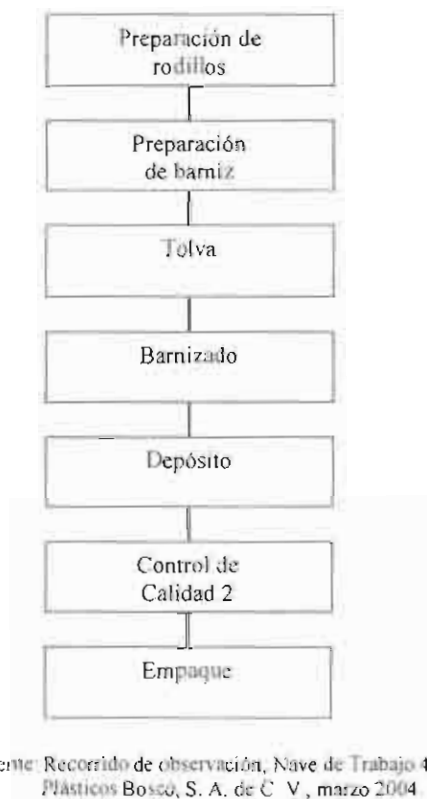 Preparación de
rodillos
Preparación
de barniz
Tolva
Barnizado
Depósito
Control de
Calidad 2
Empaque
ente: Recorrido de observación, Nave de Trabajo 4
Plásticos Bosco, S. A. de C. V., marzo 2004